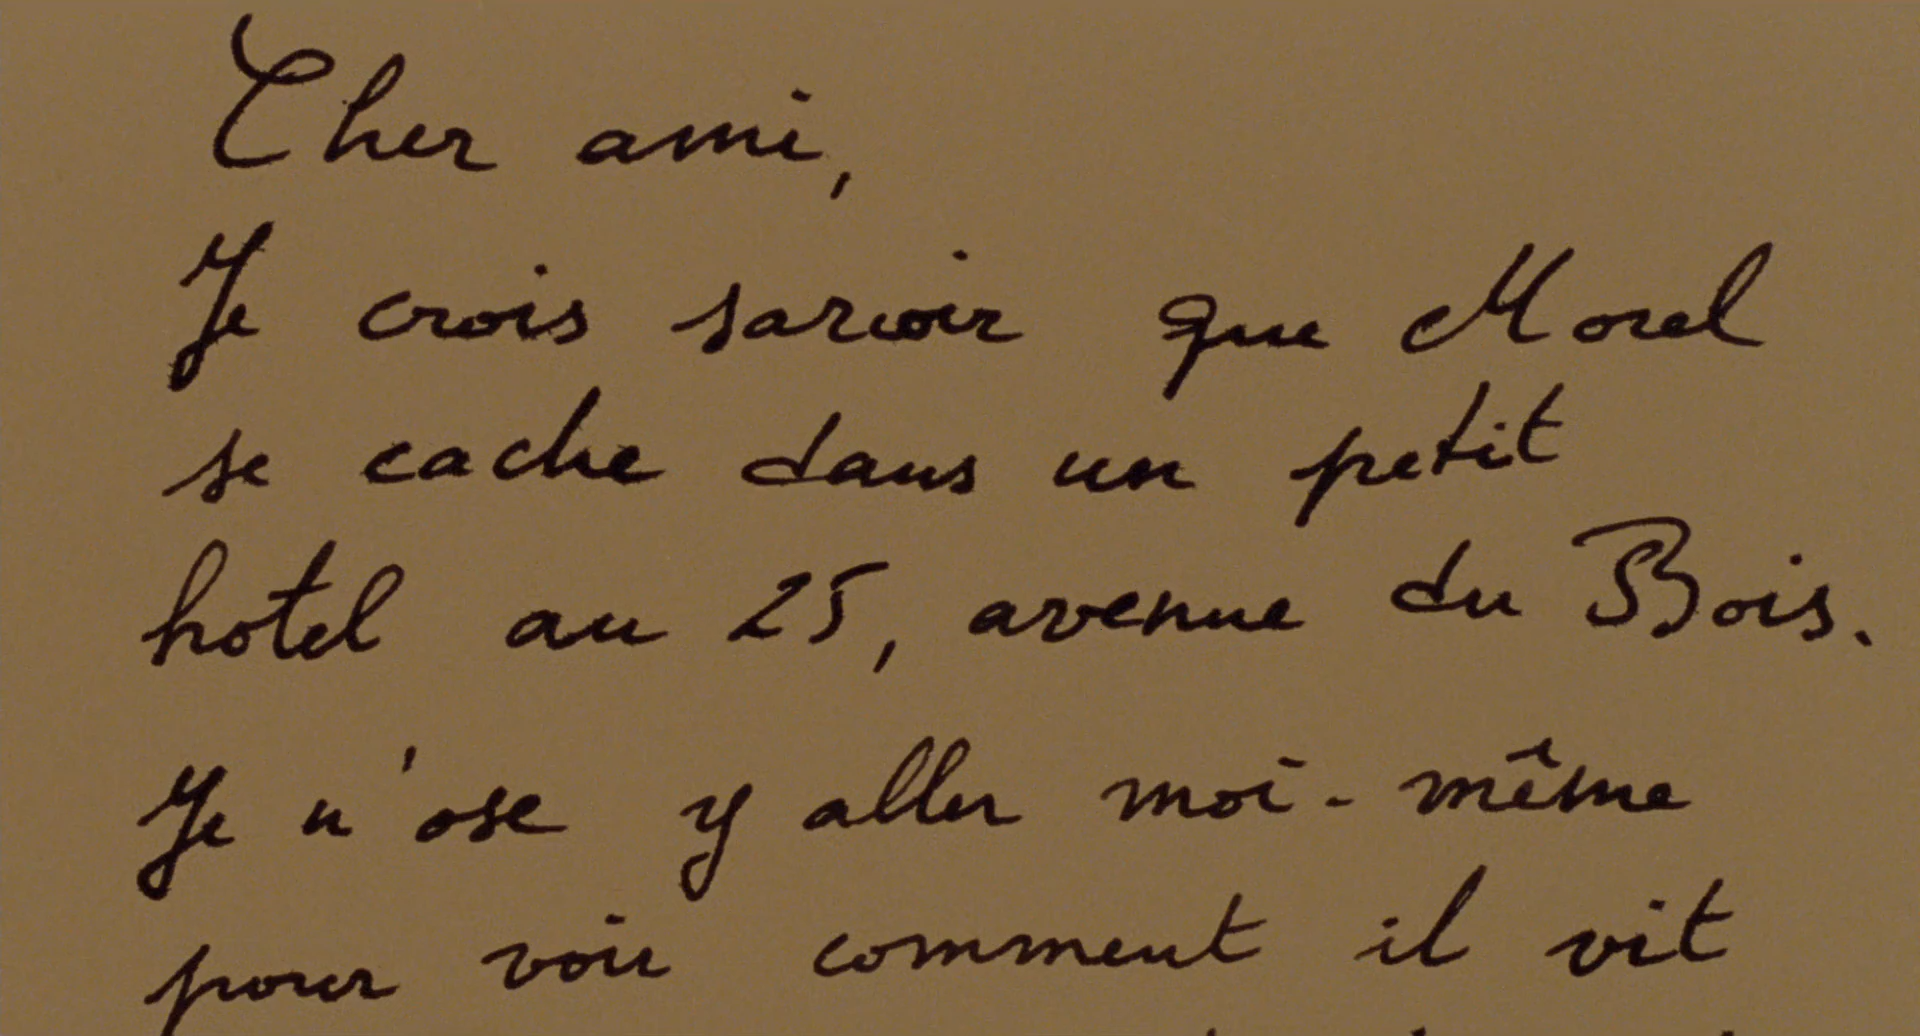 Cher ami,
Je crois savoir que Morel
se cache dans un petit
hotel au 25, avenue du Bois.
Je n'ose y aller moi-même
pour voir comment il vit